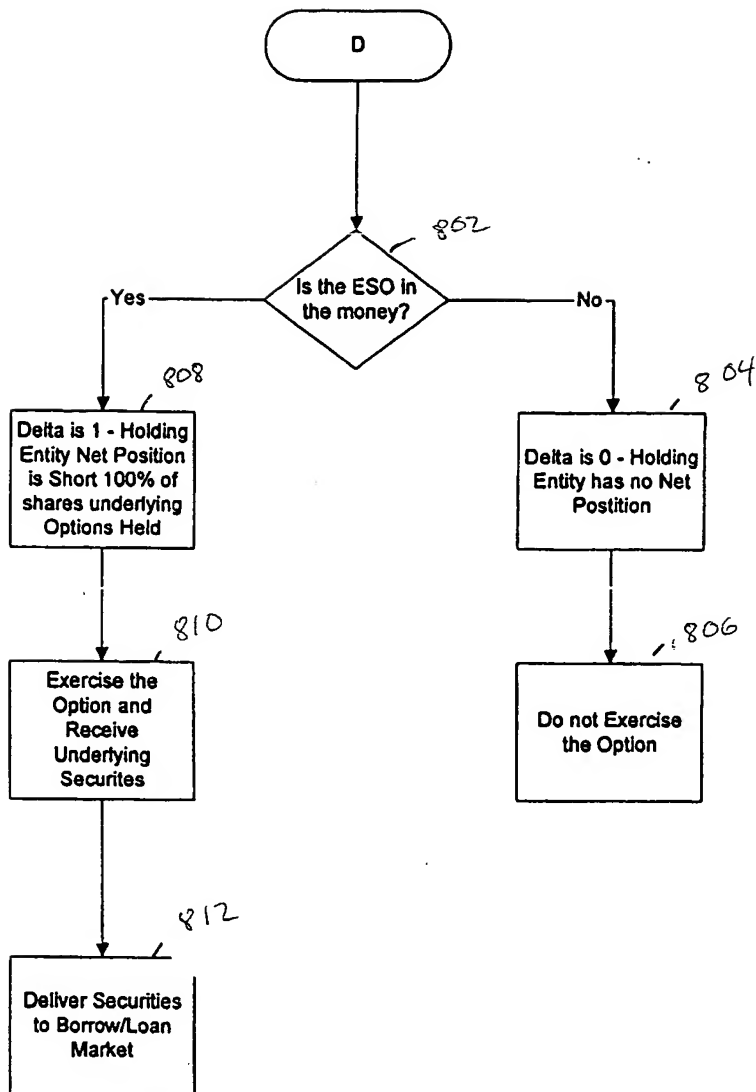 D
802
Is the ESO in
the money?
Yes
No
808
Delta is 1 - Holding
Entity Net Position
is Short 100% of
shares underlying
Options Held
804
Delta is 0 - Holding
Entity has no Net
Postition
810
Exercise the
Option and
Receive
Underlying
Securites
806
Do not Exercise
the Option
812
Deliver Securities
to Borrow/Loan
Market